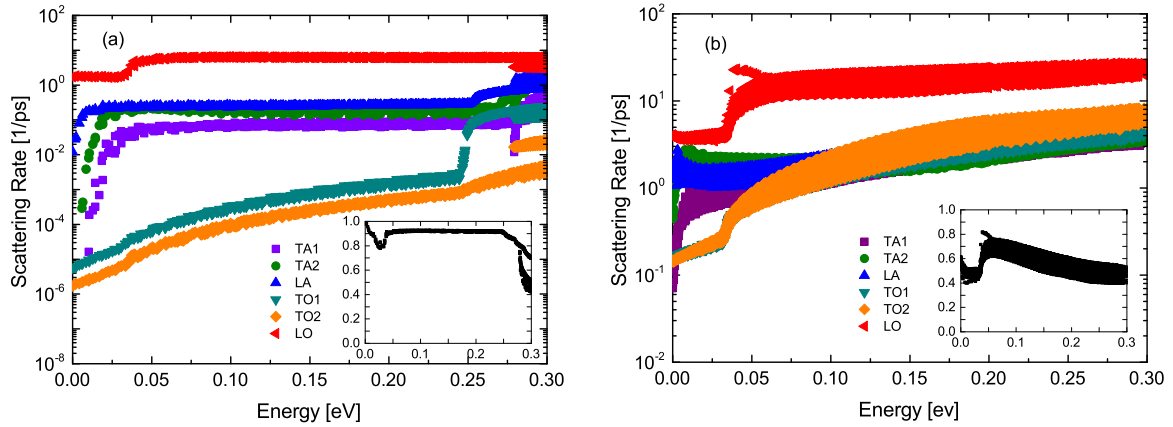 (a)
10^2
10^0
10^-2
10^-4
10^-6
10^-8
Scattering Rate [1/ps]
TA1
TA2
LA
TO1
TO2
LO
1.0
0.8
0.6
0.4
0.2
0.0
0.0 0.1 0.2 0.3
0.00 0.05 0.10 0.15 0.20 0.25 0.30
Energy [eV]
(b)
10^2
10^1
10^0
10^-1
10^-2
Scattering Rate [1/ps]
TA1
TA2
LA
TO1
TO2
LO
1.0
0.8
0.6
0.4
0.2
0.0
0.0 0.1 0.2 0.3
0.00 0.05 0.10 0.15 0.20 0.25 0.30
Energy [ev]